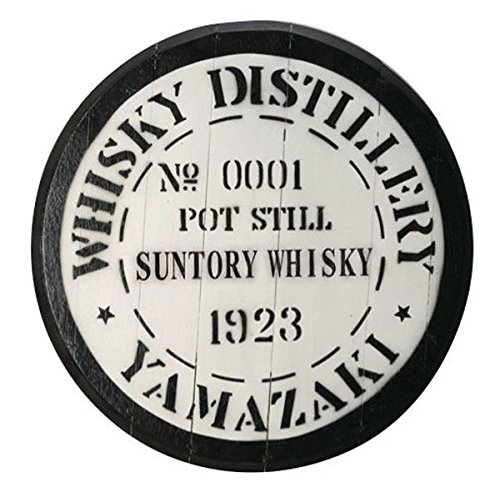 WHISKY DISTILLERY
Nº 0001
POT STILL
SUNTORY WHISKY
1923
YAMAZAKI